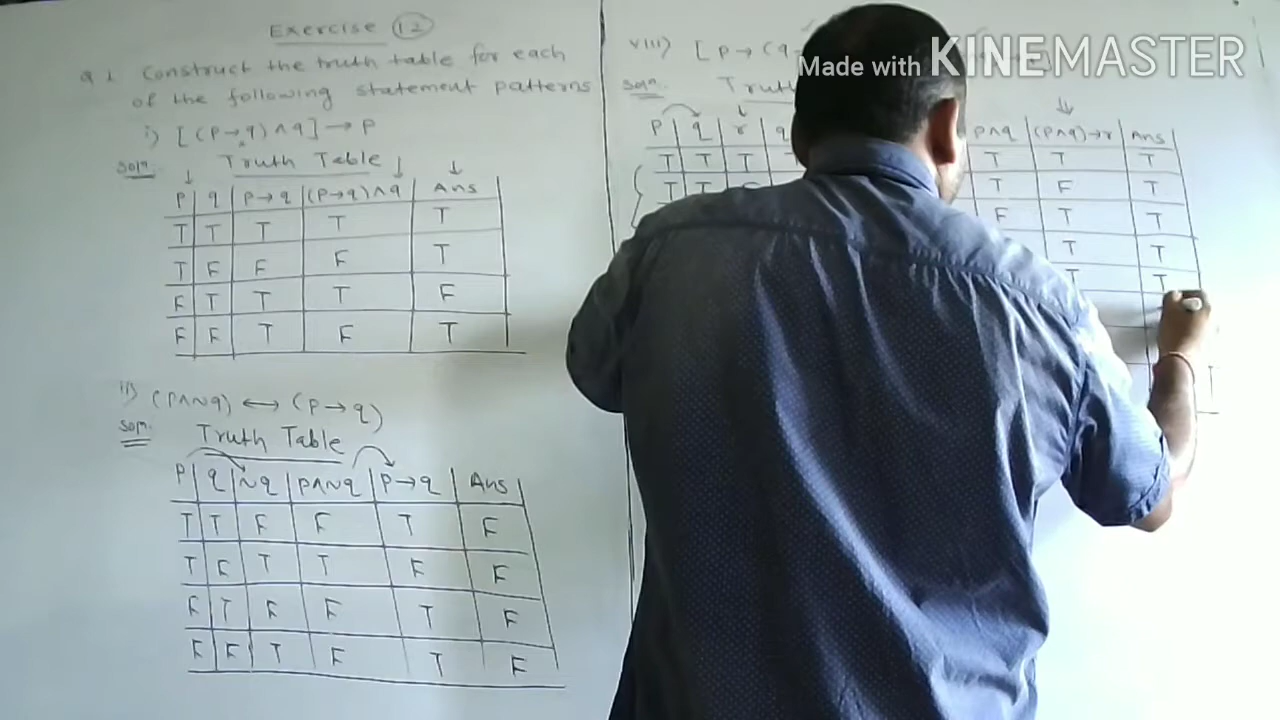 Exercise 1.2
Q 1 Construct the truth table for each
of the following statement patterns
i) [(P→q)∧q]→P
Soln. Truth Table
P q P→q (P→q)∧q Ans
T T T T T
T F F F T
F T T T F
F F T F T
ii) (P∧~q) ↔ (P→q)
Soln. Truth Table
P q ~q P∧~q P→q Ans
T T F F T F
T F T T F F
F T F F T F
F F T F T F
viii) [P→(q
Soln. Truth
P q r q P∧q (P∧q)→r Ans
T T T T T T
T T T F T
F T T
T T
T T
Made with KINEMASTER